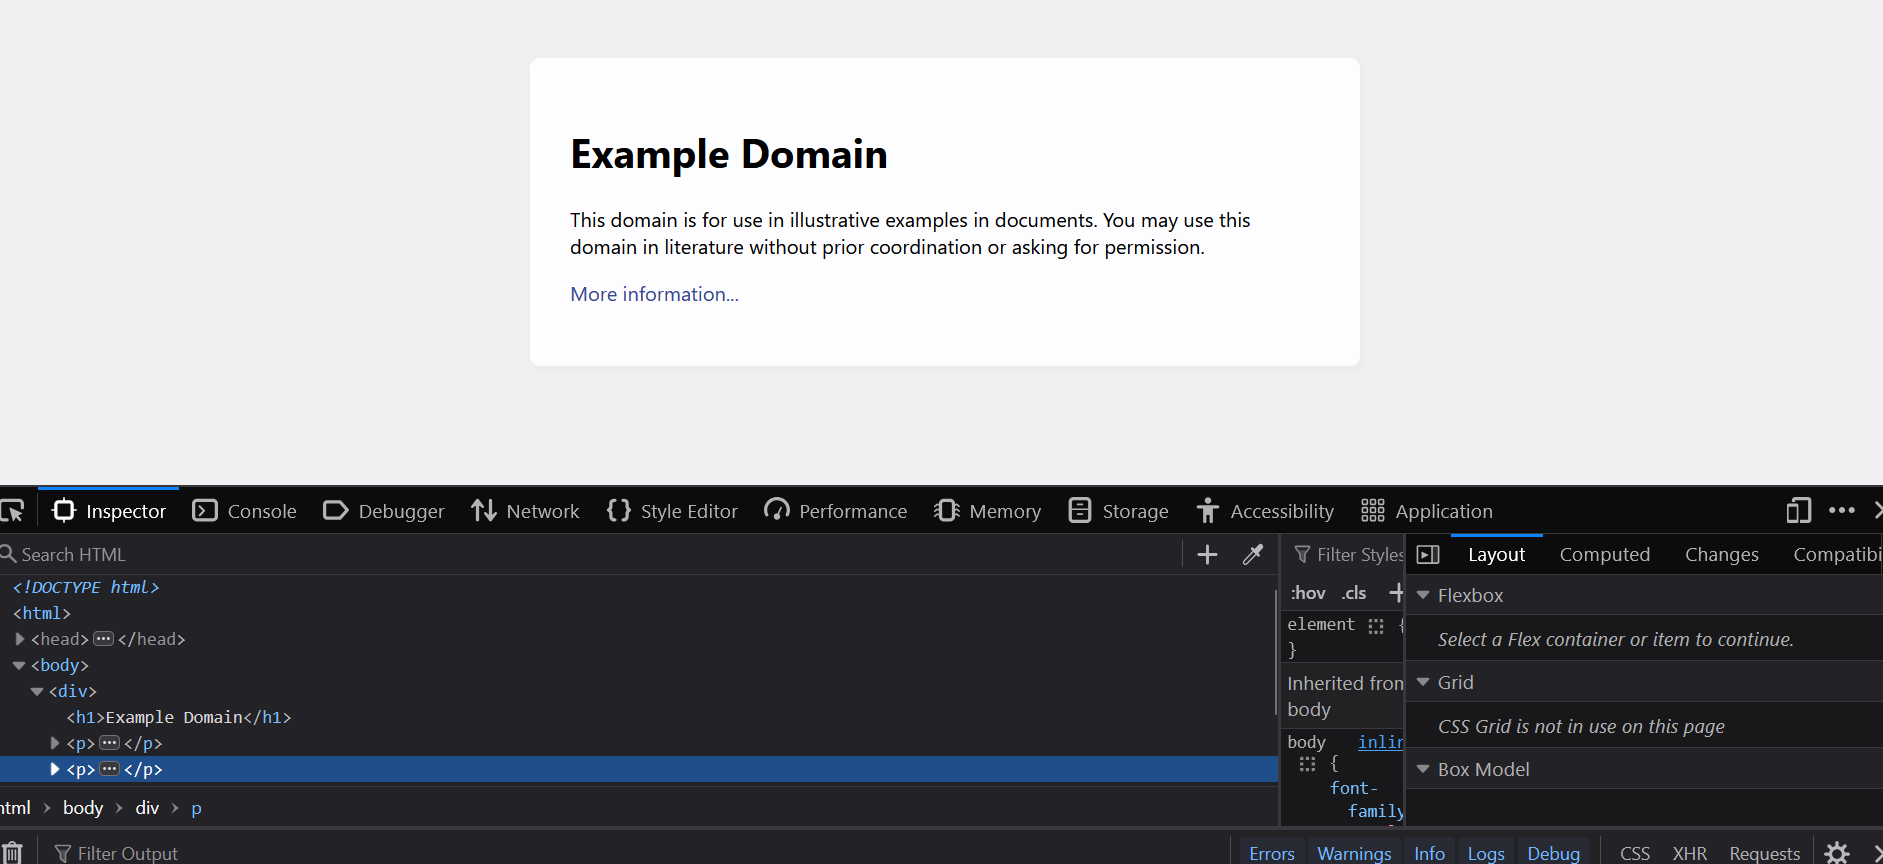 Example Domain
This domain is for use in illustrative examples in documents. You may use this
domain in literature without prior coordination or asking for permission.
More information...
Inspector Console Debugger Network Style Editor Performance Memory Storage Accessibility Application
Search HTML
Filter Styles
Layout Computed Changes Compatibi
<!DOCTYPE html>
<html>
<head>···</head>
<body>
<div>
<h1>Example Domain</h1>
<p>···</p>
<p>···</p>
html > body > div > p
:hov .cls +
element {
}
Inherited from
body
body inlin
{
font-
family
Flexbox
Select a Flex container or item to continue.
Grid
CSS Grid is not in use on this page
Box Model
Filter Output
Errors Warnings Info Logs Debug CSS XHR Requests